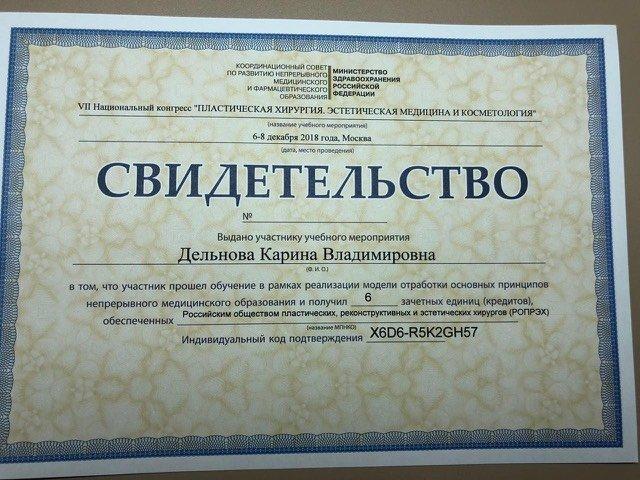 КООРДИНАЦИОННЫЙ СОВЕТ
ПО РАЗВИТИЮ НЕПРЕРЫВНОГО
МЕДИЦИНСКОГО
И ФАРМАЦЕВТИЧЕСКОГО
ОБРАЗОВАНИЯ
МИНИСТЕРСТВО
ЗДРАВООХРАНЕНИЯ
РОССИЙСКОЙ
ФЕДЕРАЦИИ
VII Национальный конгресс "ПЛАСТИЧЕСКАЯ ХИРУРГИЯ, ЭСТЕТИЧЕСКАЯ МЕДИЦИНА И КОСМЕТОЛОГИЯ"
(название учебного мероприятия)
6-8 декабря 2018 года, Москва
(дата, место проведения)
СВИДЕТЕЛЬСТВО
№
Выдано участнику учебного мероприятия
Дельнова Карина Владимировна
(Ф. И. О.)
в том, что участник прошел обучение в рамках реализации модели отработки основных принципов
непрерывного медицинского образования и получил 6 зачетных единиц (кредитов),
обеспеченных Российским обществом пластических, реконструктивных и эстетических хирургов (РОПРЭХ)
(название МПНКО)
Индивидуальный код подтверждения X6D6-R5K2GH57